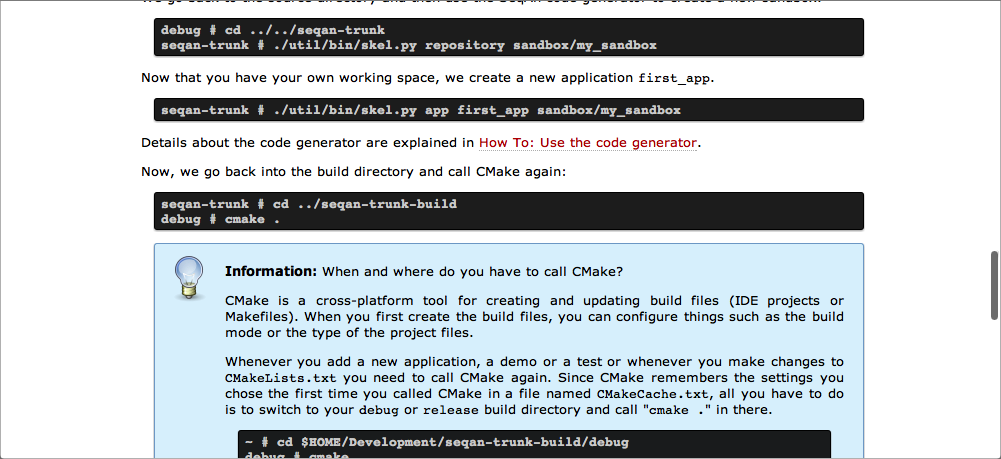 debug # cd ../../seqan-trunk
seqan-trunk # ./util/bin/skel.py repository sandbox/my_sandbox
Now that you have your own working space, we create a new application first_app.
seqan-trunk # ./util/bin/skel.py app first_app sandbox/my_sandbox
Details about the code generator are explained in How To: Use the code generator.
Now, we go back into the build directory and call CMake again:
seqan-trunk # cd ../seqan-trunk-build
debug # cmake .
Information: When and where do you have to call CMake?
CMake is a cross-platform tool for creating and updating build files (IDE projects or
Makefiles). When you first create the build files, you can configure things such as the build
mode or the type of the project files.
Whenever you add a new application, a demo or a test or whenever you make changes to
CMakeLists.txt you need to call CMake again. Since CMake remembers the settings you
chose the first time you called CMake in a file named CMakeCache.txt, all you have to do
is to switch to your debug or release build directory and call "cmake ." in there.
~ # cd $HOME/Development/seqan-trunk-build/debug
debug # cmake